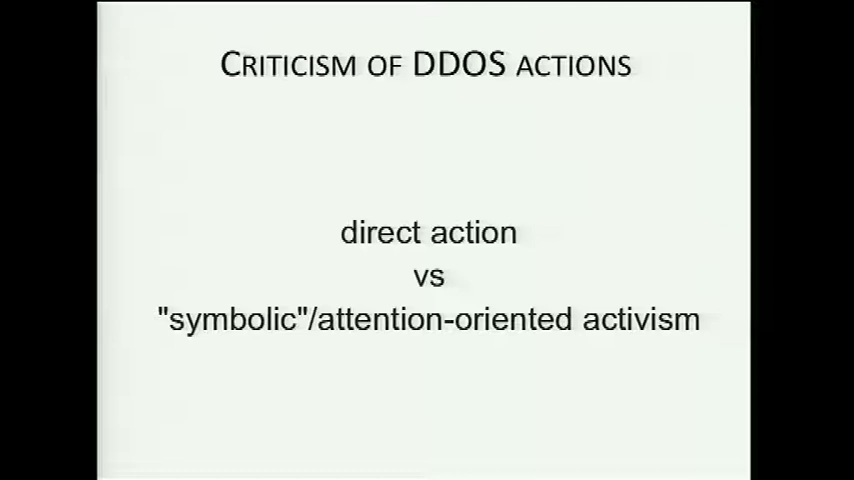 CRITICISM OF DDOS ACTIONS
direct action
vs
"symbolic"/attention-oriented activism